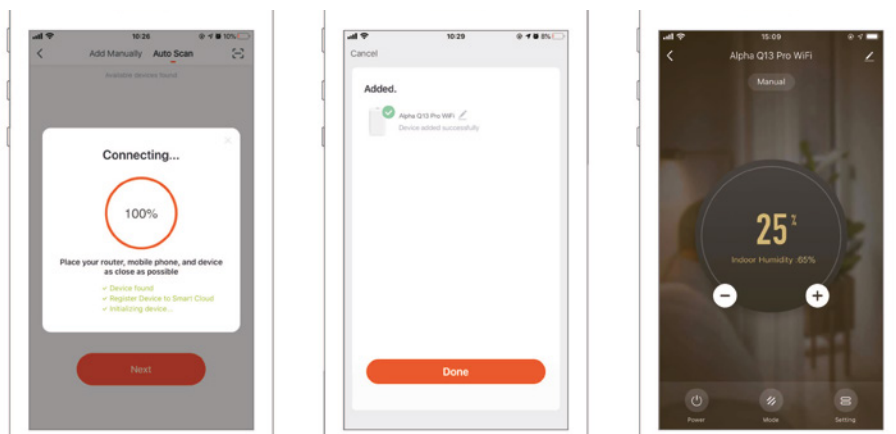 10:26
10%
Add Manually Auto Scan
Available devices found
Connecting...
100%
Place your router, mobile phone, and device
as close as possible
✓ Device found
✓ Register Device to Smart Cloud
✓ Initializing device...
Next
10:29
8%
Cancel
Added.
Alpha Q13 Pro WiFi
Device added successfully
Done
15:09
Alpha Q13 Pro WiFi
Manual
25 %
Indoor Humidity :65%
Power Mode Setting